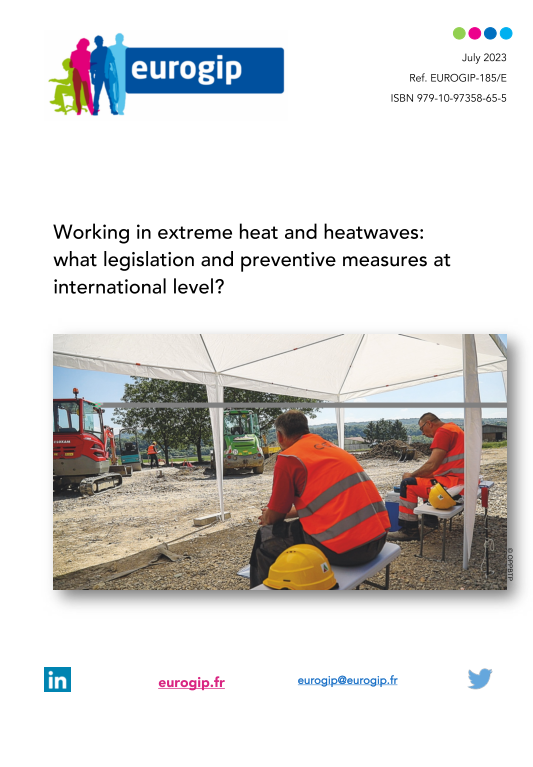 eurogip
July 2023
Ref. EUROGIP-185/E
ISBN 979-10-97358-65-5
Working in extreme heat and heatwaves:
what legislation and preventive measures at
international level?
© OPPBTP
in
eurogip.fr
eurogip@eurogip.fr